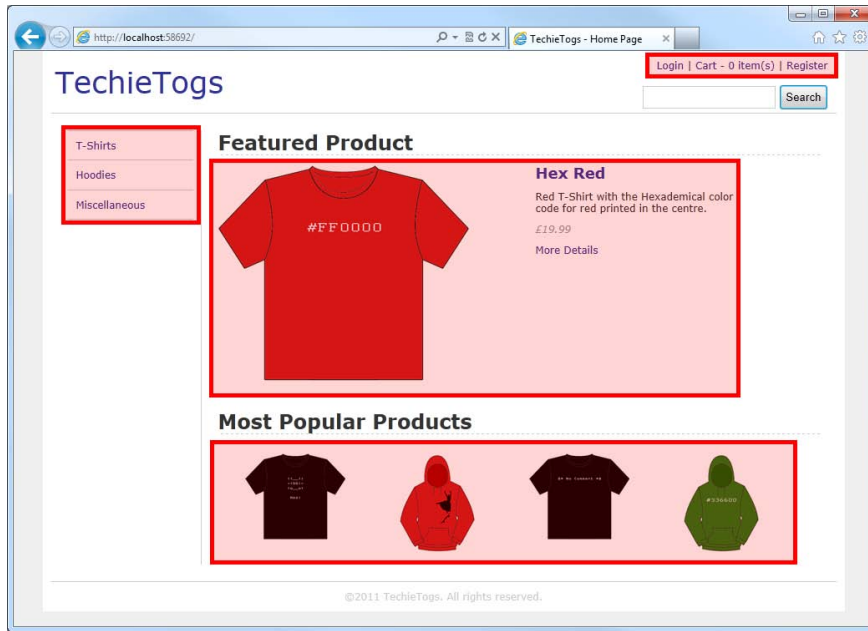 http://localhost:58692/
TechieTogs - Home Page
Login | Cart - 0 item(s) | Register
TechieTogs
Search
T-Shirts
Hoodies
Miscellaneous
Featured Product
#FF0000
Hex Red
Red T-Shirt with the Hexademical color
code for red printed in the centre.
£19.99
More Details
Most Popular Products
#336600
©2011 TechieTogs. All rights reserved.